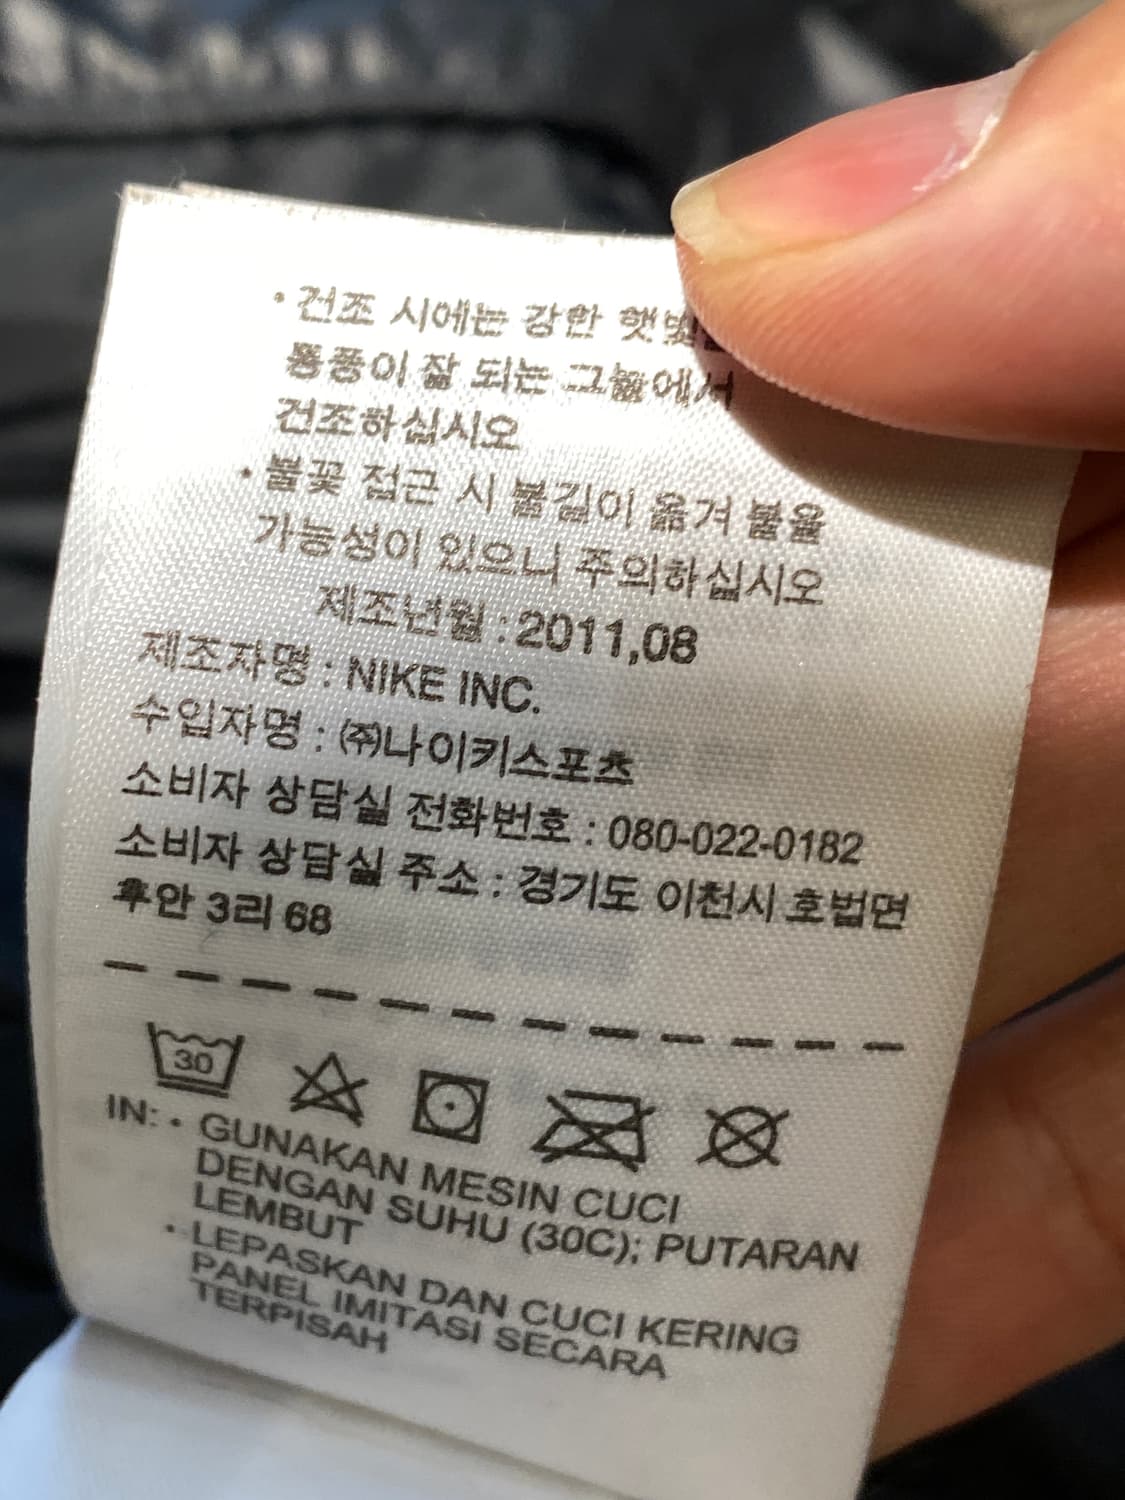 • 건조 시에는 강한 햇빛은
통풍이 잘 되는 그늘에서
건조하십시오
• 불꽃 접근 시 불길이 옮겨 붙을
가능성이 있으니 주의하십시오
제조년월 : 2011,08
제조자명 : NIKE INC.
수입자명 : ㈜나이키스포츠
소비자 상담실 전화번호 : 080-022-0182
소비자 상담실 주소 : 경기도 이천시 호법면
후안 3리 68
30
IN: • GUNAKAN MESIN CUCI
DENGAN SUHU (30C); PUTARAN
LEMBUT
• LEPASKAN DAN CUCI KERING
PANEL IMITASI SECARA
TERPISAH